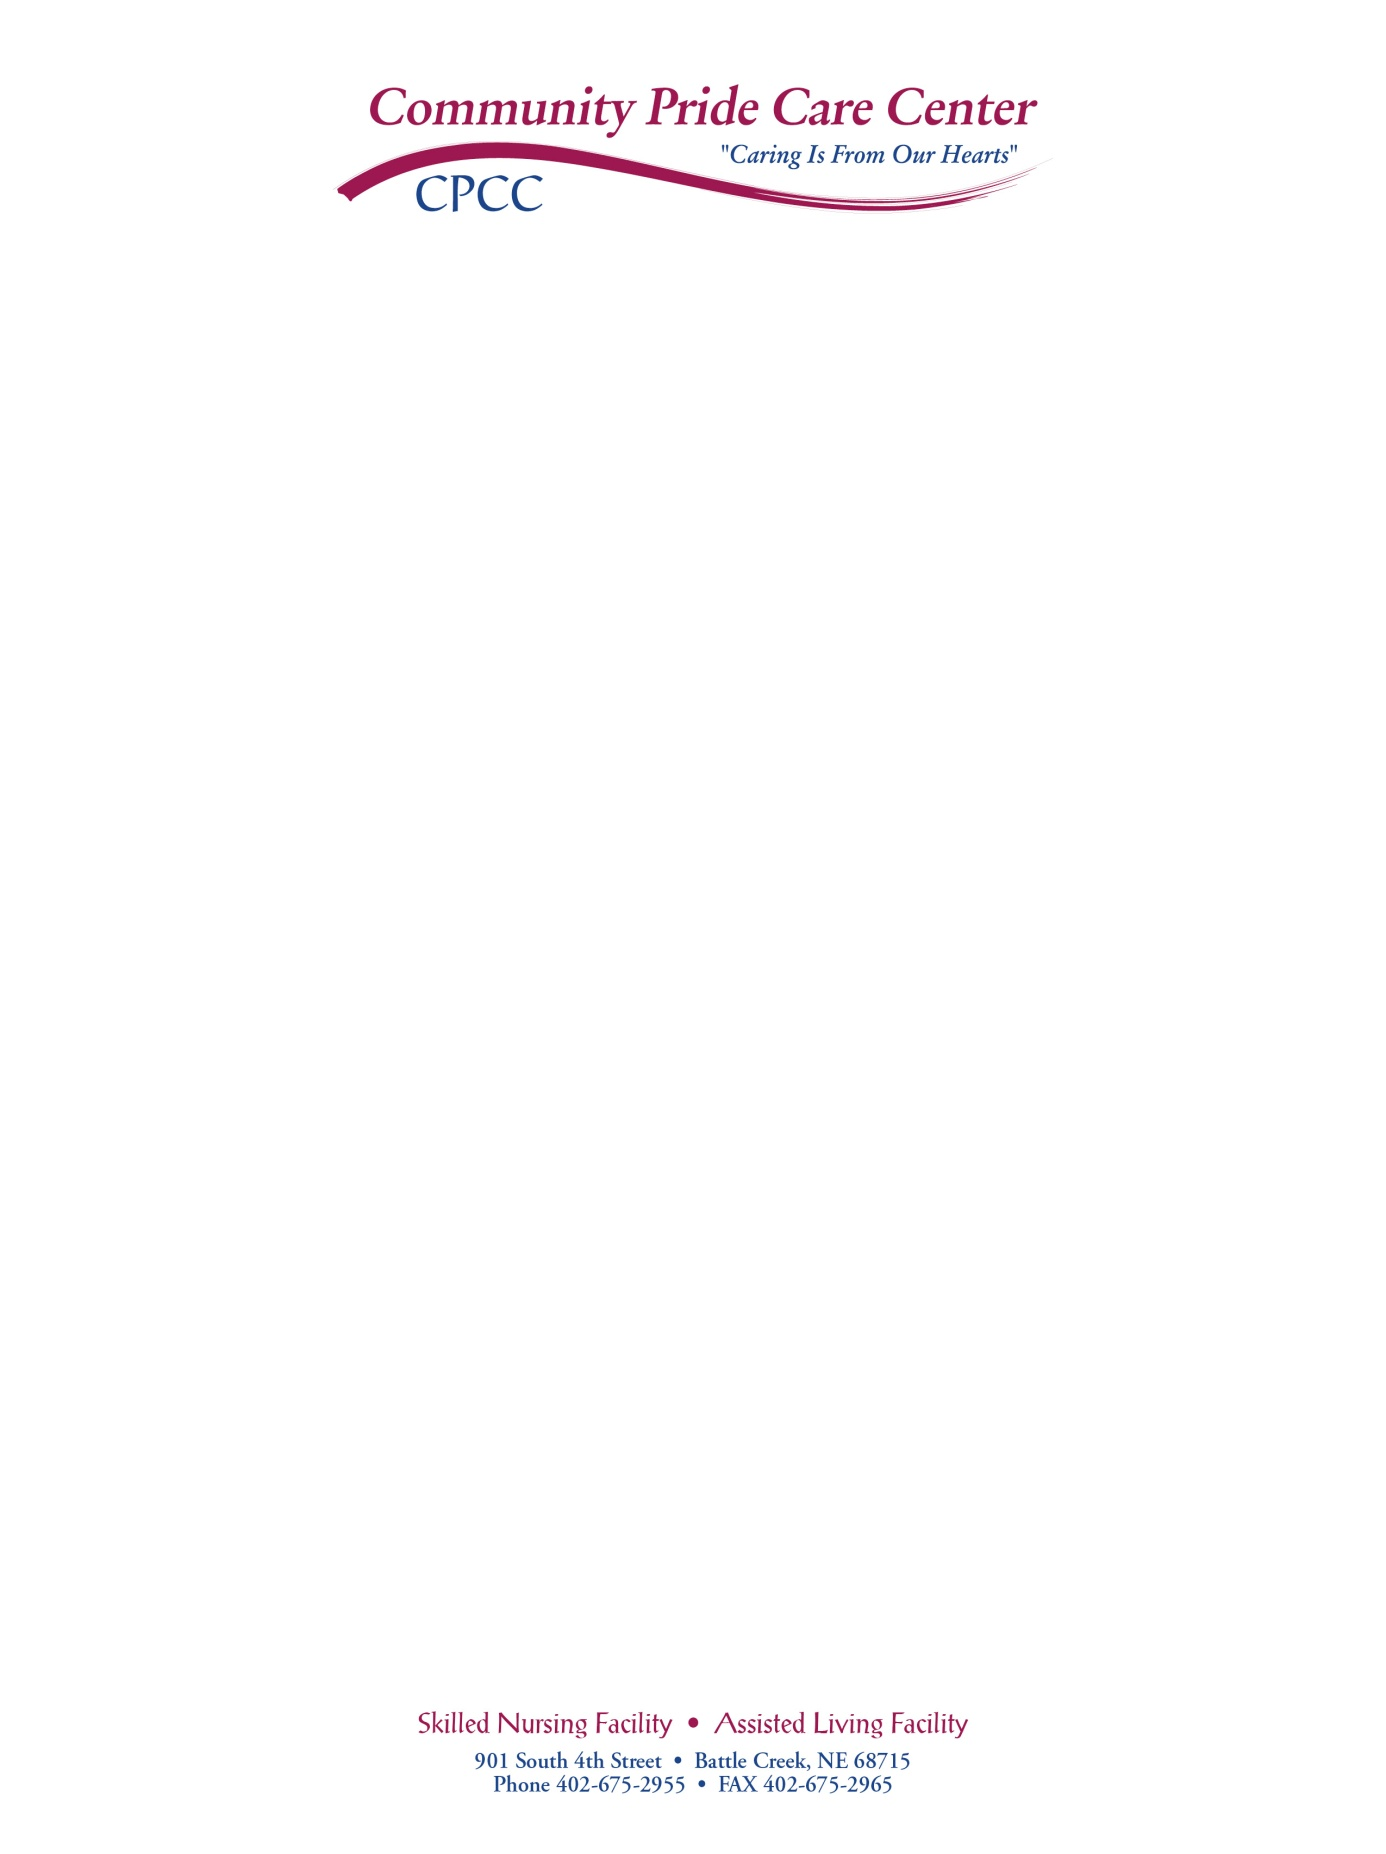 Community Pride Care Center
"Caring Is From Our Hearts"
CPCC
Skilled Nursing Facility • Assisted Living Facility
901 South 4th Street • Battle Creek, NE 68715
Phone 402-675-2955 • FAX 402-675-2965